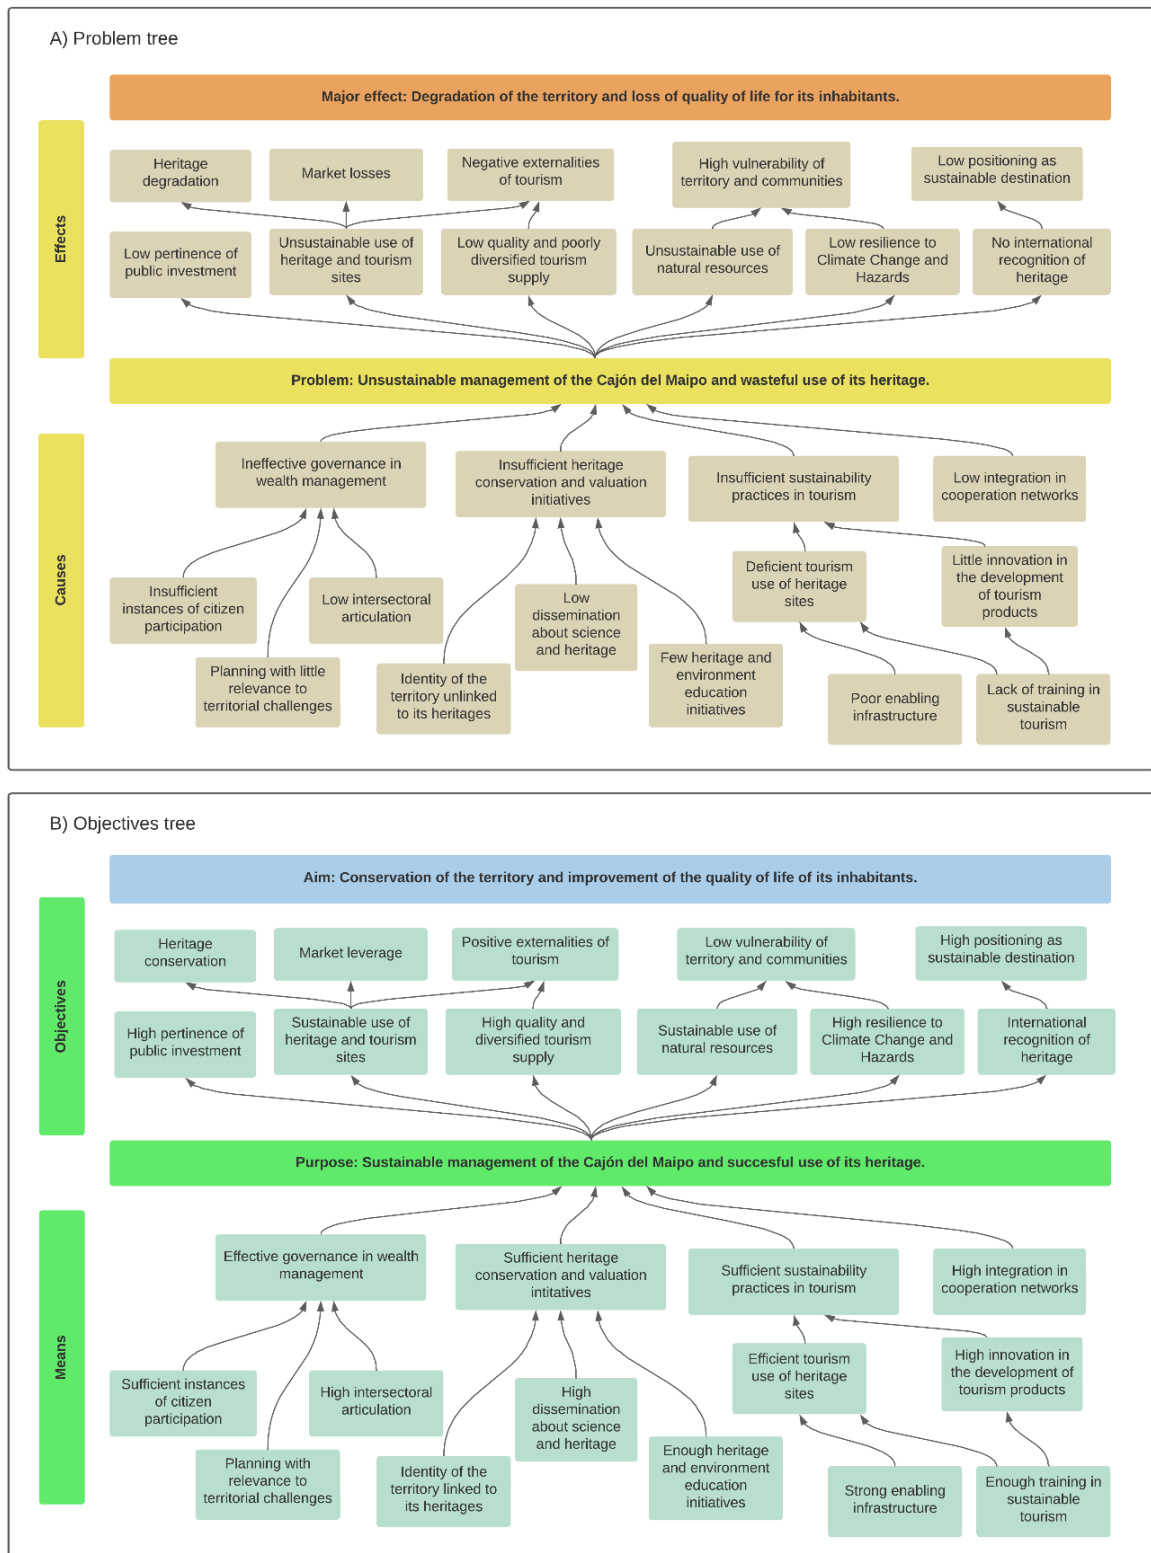 A) Problem tree
Major effect: Degradation of the territory and loss of quality of life for its inhabitants.
Effects
Heritage
degradation
Market losses
Negative externalities
of tourism
High vulnerability of
territory and communities
Low positioning as
sustainable destination
Low pertinence of
public investment
Unsustainable use of
heritage and tourism
sites
Low quality and poorly
diversified tourism
supply
Unsustainable use of
natural resources
Low resilience to
Climate Change and
Hazards
No international
recognition of
heritage
Problem: Unsustainable management of the Cajón del Maipo and wasteful use of its heritage.
Causes
Ineffective governance in
wealth management
Insufficient heritage
conservation and valuation
initiatives
Insufficient sustainability
practices in tourism
Low integration in
cooperation networks
Insufficient
instances of citizen
participation
Low intersectoral
articulation
Low
dissemination
about science
and heritage
Deficient tourism
use of heritage
sites
Little innovation in
the development
of tourism
products
Planning with little
relevance to
territorial challenges
Identity of the
territory unlinked
to its heritages
Few heritage and
environment
education
initiatives
Poor enabling
infrastructure
Lack of training in
sustainable
tourism
B) Objectives tree
Aim: Conservation of the territory and improvement of the quality of life of its inhabitants.
Objectives
Heritage
conservation
Market leverage
Positive externalities of
tourism
Low vulnerability of
territory and communities
High positioning as
sustainable destination
High pertinence of
public investment
Sustainable use of
heritage and tourism
sites
High quality and
diversified tourism
supply
Sustainable use of
natural resources
High resilience to
Climate Change and
Hazards
International
recognition of
heritage
Purpose: Sustainable management of the Cajón del Maipo and succesful use of its heritage.
Means
Effective governance in wealth
management
Sufficient heritage
conservation and valuation
intitatives
Sufficient sustainability
practices in tourism
High integration in
cooperation networks
Sufficient instances
of citizen
participation
High intersectoral
articulation
High
dissemination
about science
and heritage
Efficient tourism
use of heritage
sites
High innovation in
the development of
tourism products
Planning with
relevance to
territorial challenges
Identity of the
territory linked to
its heritages
Enough heritage
and environment
education
initiatives
Strong enabling
infrastructure
Enough training in
sustainable
tourism